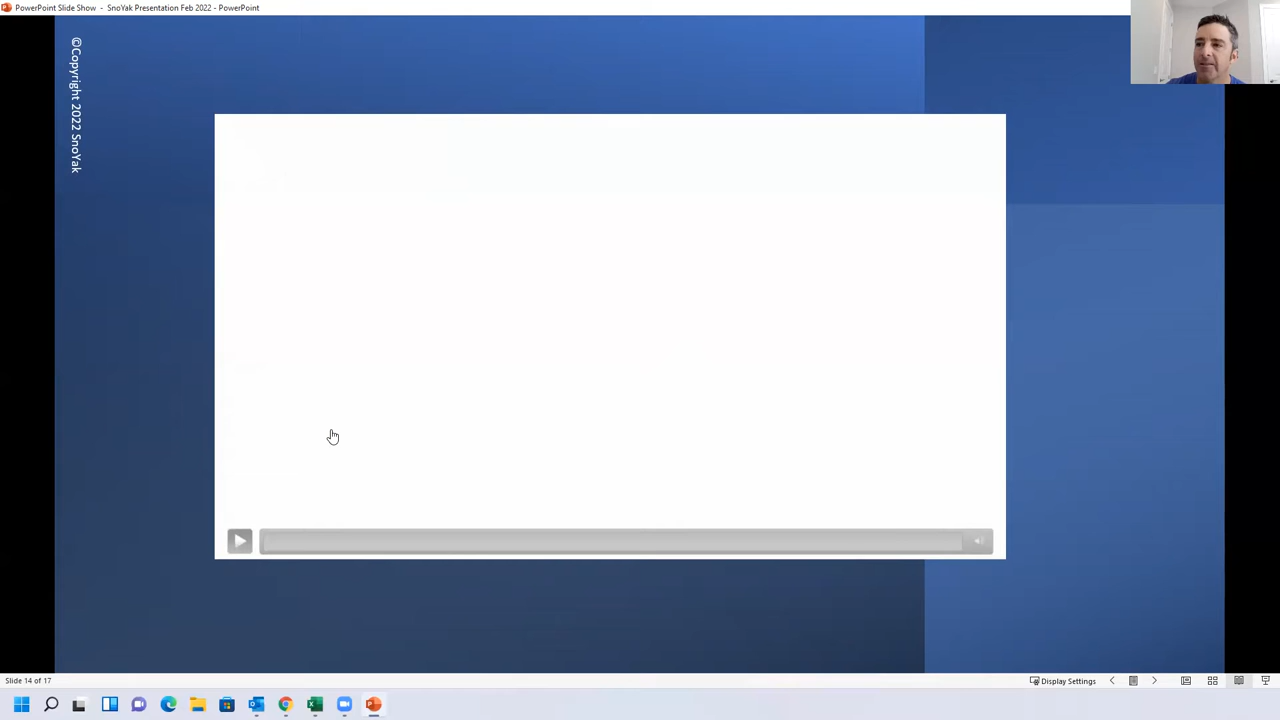 PowerPoint Slide Show - SnoYak Presentation Feb 2022 - PowerPoint
©Copyright 2022 SnoYak
Slide 14 of 17
Display Settings